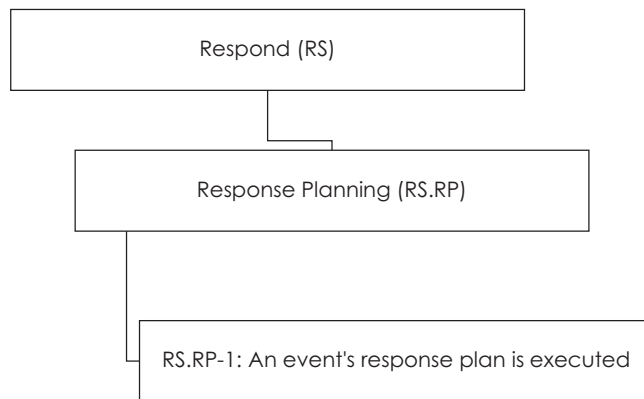 Respond (RS)
Response Planning (RS.RP)
RS.RP-1: An event's response plan is executed